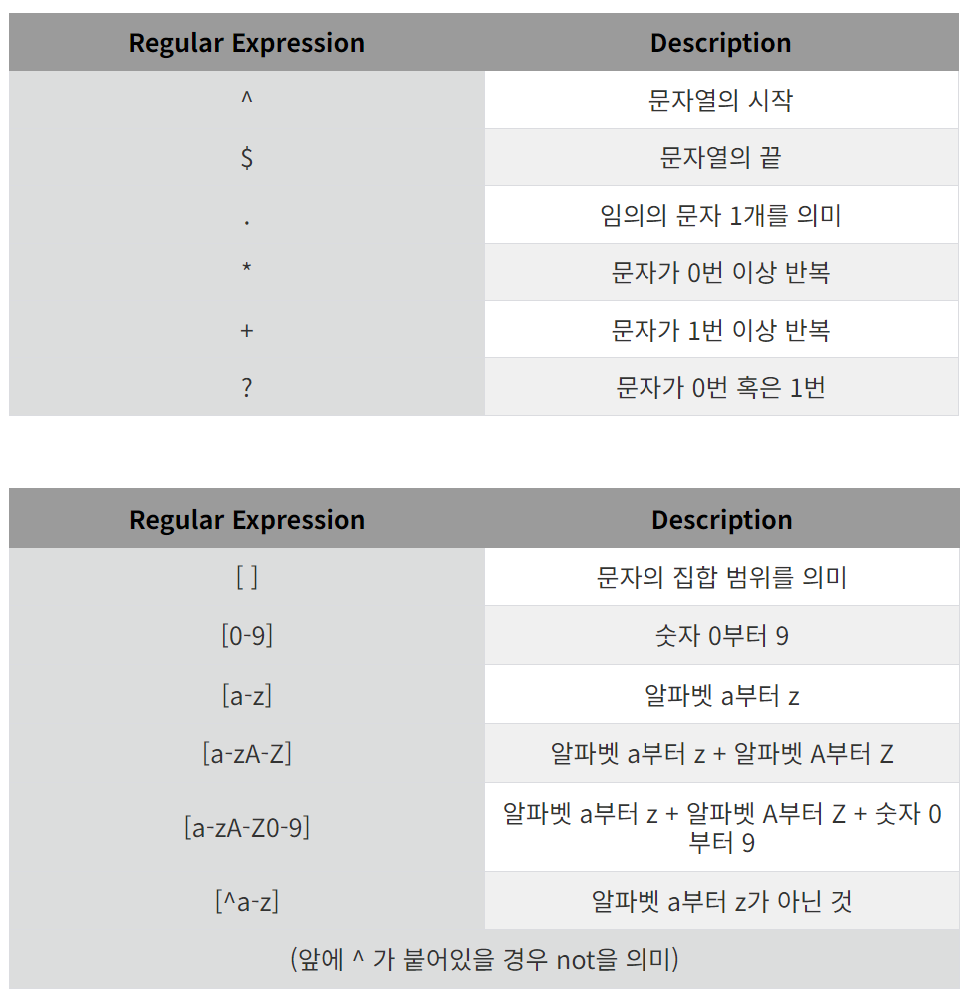 Regular Expression Description
^ 문자열의 시작
$ 문자열의 끝
. 임의의 문자 1개를 의미
* 문자가 0번 이상 반복
+ 문자가 1번 이상 반복
? 문자가 0번 혹은 1번
Regular Expression Description
[ ] 문자의 집합 범위를 의미
[0-9] 숫자 0부터 9
[a-z] 알파벳 a부터 z
[a-zA-Z] 알파벳 a부터 z + 알파벳 A부터 Z
[a-zA-Z0-9] 알파벳 a부터 z + 알파벳 A부터 Z + 숫자 0
부터 9
[^a-z] 알파벳 a부터 z가 아닌 것
(앞에 ^ 가 붙어있을 경우 not을 의미)